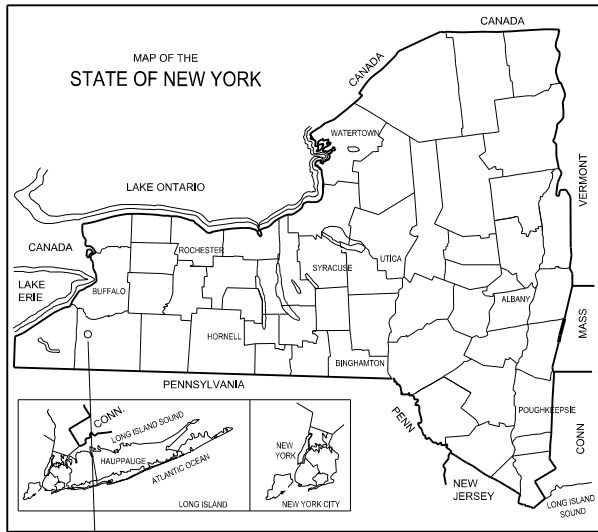 CANADA
MAP OF THE
STATE OF NEW YORK
CANADA
WATERTOWN
LAKE ONTARIO
VERMONT
CANADA
ROCHESTER
SYRACUSE
UTICA
LAKE
ERIE
BUFFALO
ALBANY
MASS
HORNELL
BINGHAMTON
PENNSYLVANIA
POUGHKEEPSIE
CONN
PENN
NEW
JERSEY
LONG ISLAND
SOUND
CONN.
LONG ISLAND SOUND
HAUPPAUGE
ATLANTIC OCEAN
LONG ISLAND
NEW
YORK
NEW YORK CITY